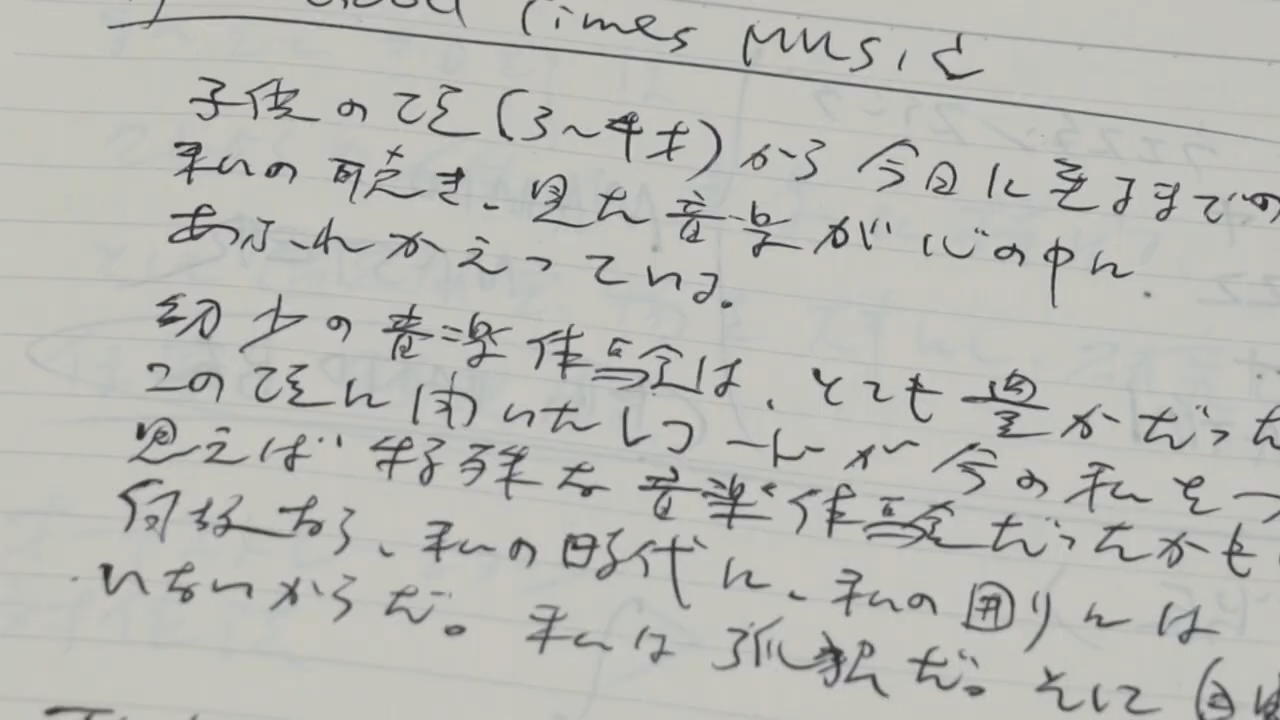 Good Times Music
子供の頃(3〜4才)から今日に至るまでの
私の聴き、見た音楽が心の中に
あふれかえっている。
幼少の音楽体験は、とても豊かだった
この頃に聞いたレコードが今の私をつ
思えば特殊な音楽体験だったかもし
何故なら、私の時代に、私の囲りには
いないからだ。私は孤独だ。そして